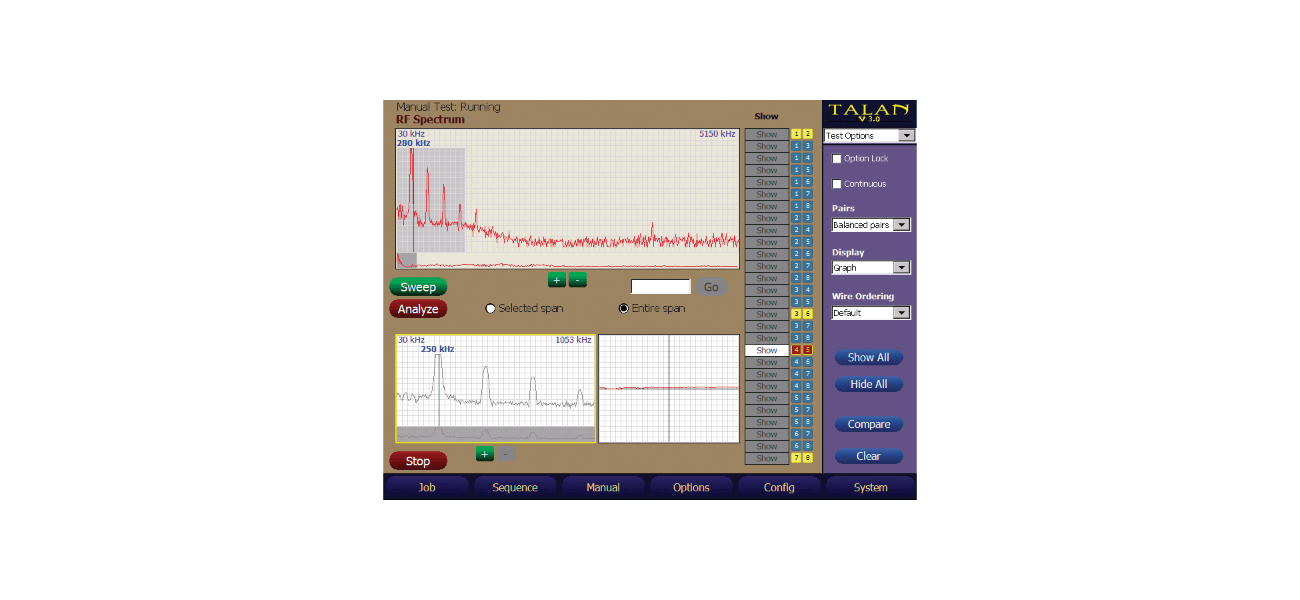 Manual Test: Running
RF Spectrum
30 kHz 5150 kHz
280 kHz
+ -
Sweep
Go
Analyze
Selected span
Entire span
30 kHz 1053 kHz
250 kHz
+ -
Stop
Show
Show 1 2
Show 1 3
Show 1 4
Show 1 5
Show 1 6
Show 1 7
Show 1 8
Show 2 3
Show 2 4
Show 2 5
Show 2 6
Show 2 7
Show 2 8
Show 3 4
Show 3 5
Show 3 6
Show 3 7
Show 3 8
Show 4 5
Show 4 6
Show 4 7
Show 4 8
Show 5 6
Show 5 7
Show 5 8
Show 6 7
Show 6 8
Show 7 8
TALAN
V 3.0
Test Options
Option Lock
Continuous
Pairs
Balanced pairs
Display
Graph
Wire Ordering
Default
Show All
Hide All
Compare
Clear
Job Sequence Manual Options Config System